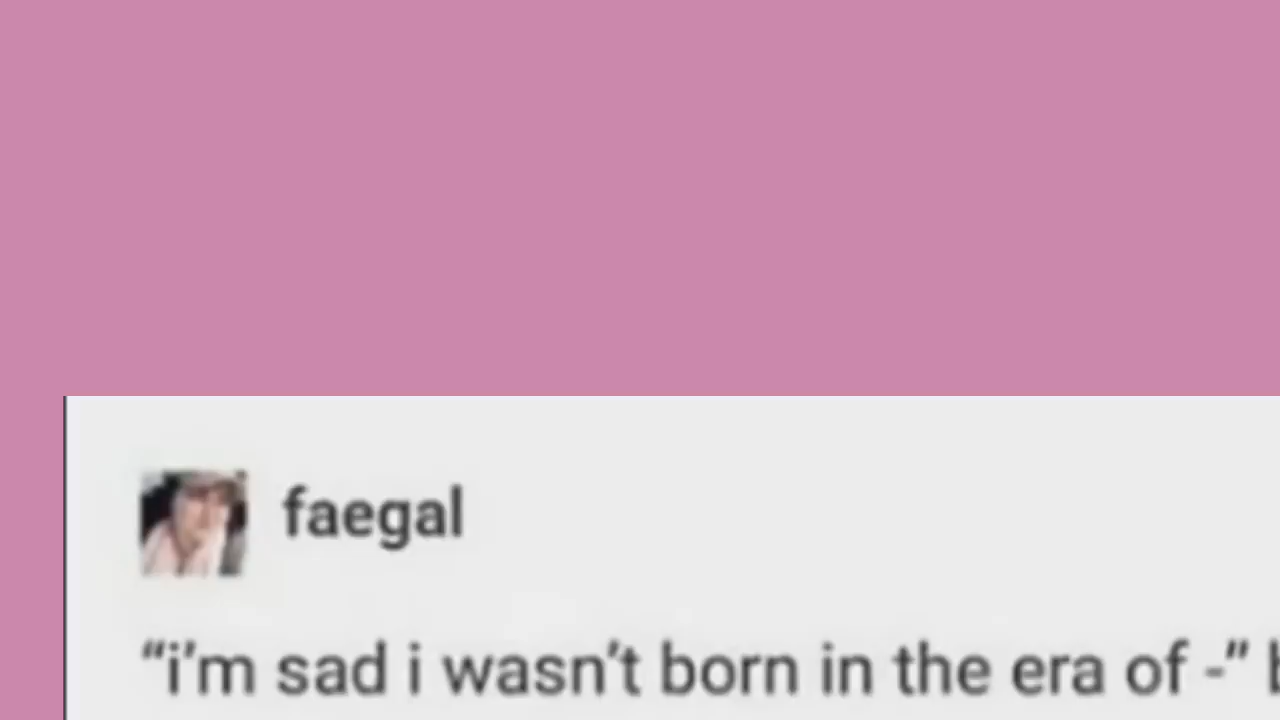 faegal
“i’m sad i wasn’t born in the era of -”